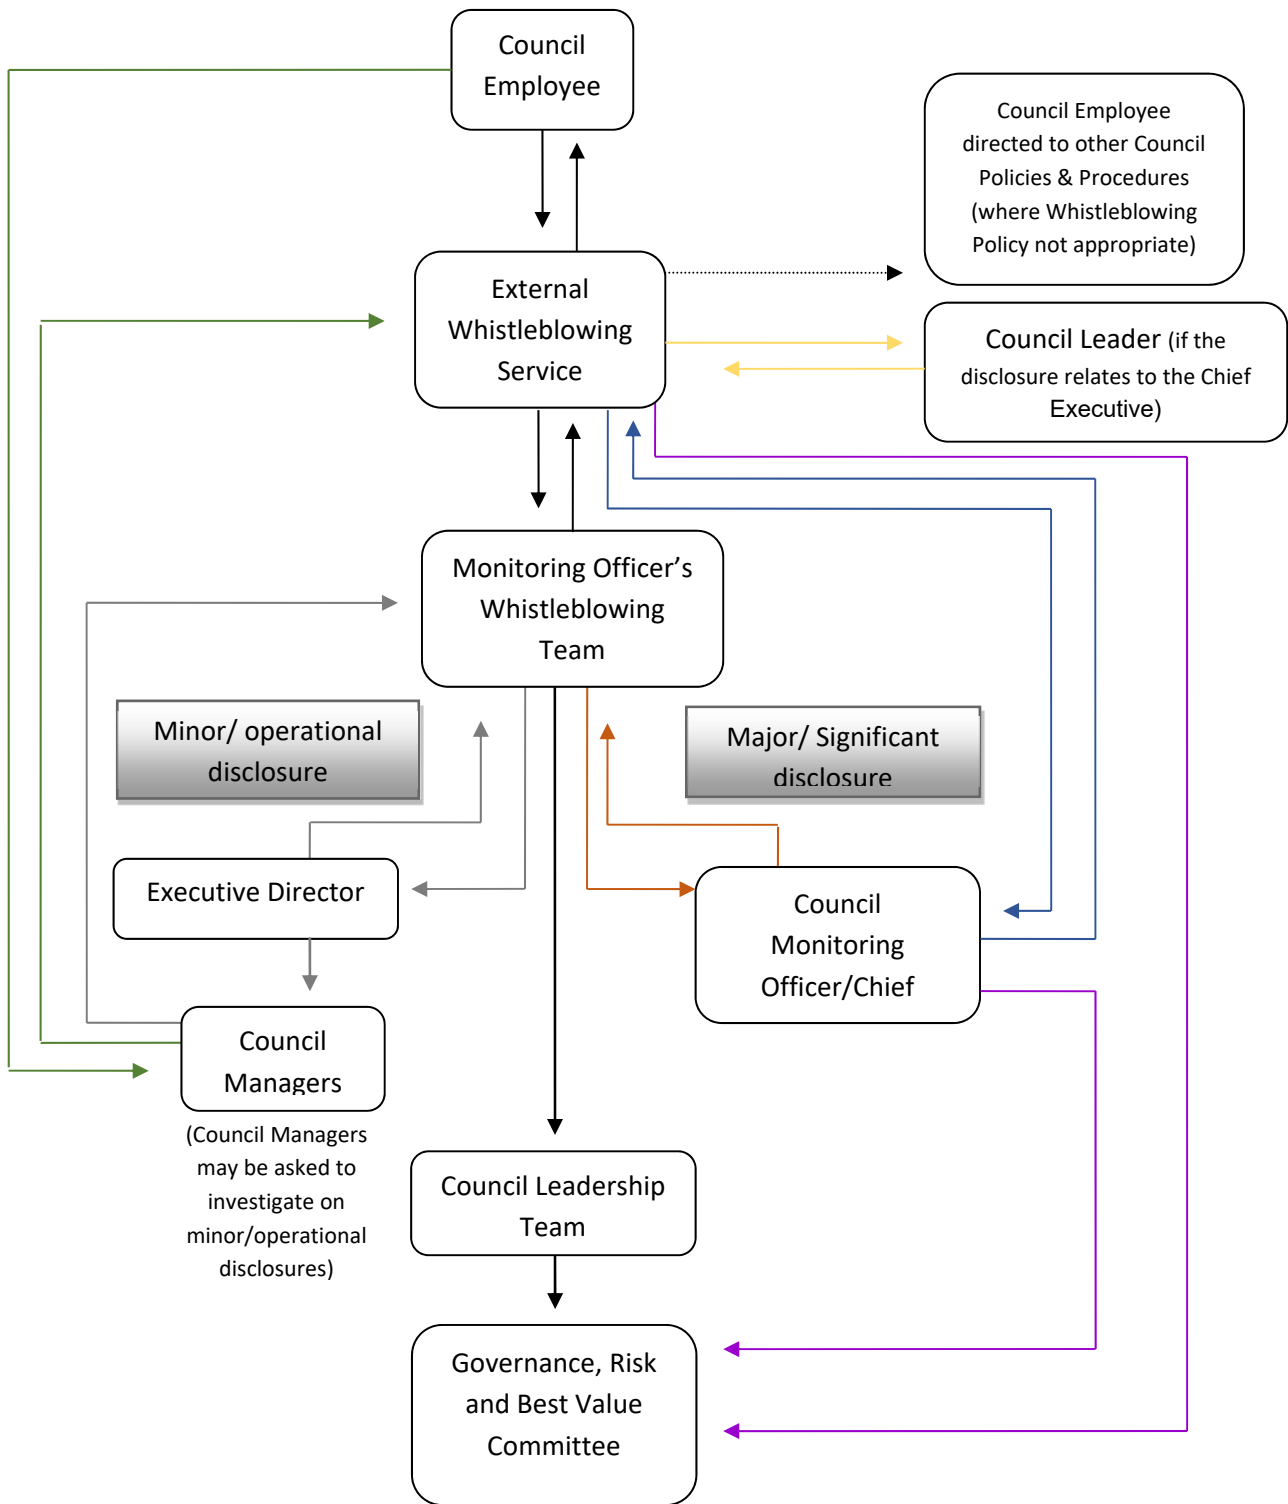 Council
Employee
Council Employee
directed to other Council
Policies & Procedures
(where Whistleblowing
Policy not appropriate)
External
Whistleblowing
Service
Council Leader (if the
disclosure relates to the Chief
Executive)
Monitoring Officer’s
Whistleblowing
Team
Minor/ operational
disclosure
Major/ Significant
disclosure
Executive Director
Council
Monitoring
Officer/Chief
Council
Managers
(Council Managers
may be asked to
investigate on
minor/operational
disclosures)
Council Leadership
Team
Governance, Risk
and Best Value
Committee